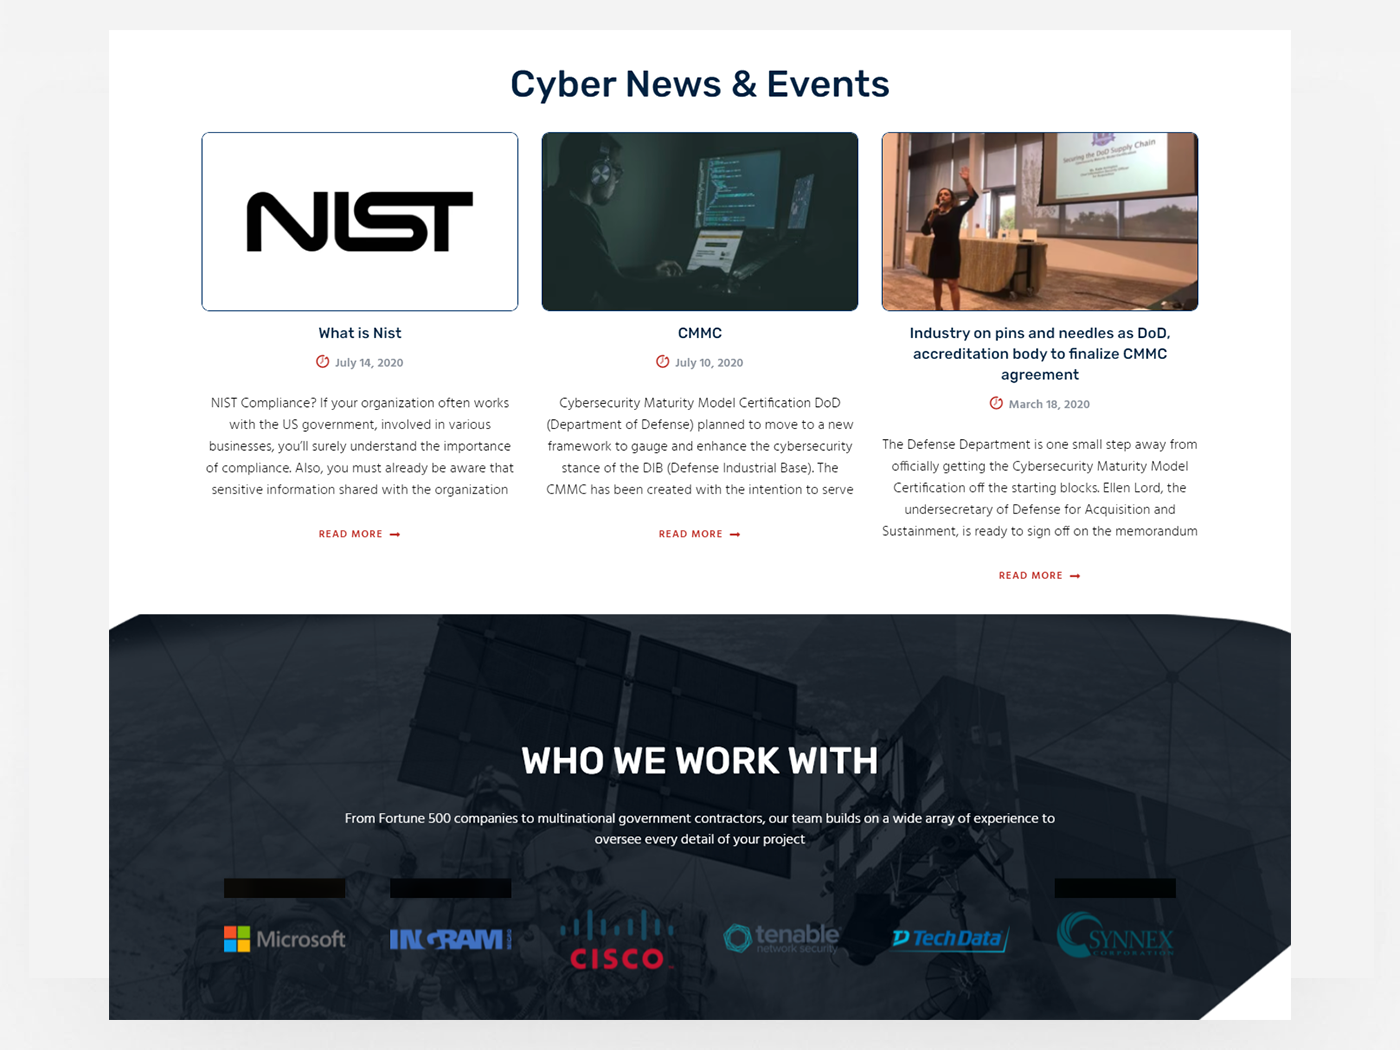 Cyber News & Events
NIST
Securing the DoD Supply Chain
What is Nist
July 14, 2020
NIST Compliance? If your organization often works
with the US government, involved in various
businesses, you'll surely understand the importance
of compliance. Also, you must already be aware that
sensitive information shared with the organization
READ MORE
CMMC
July 10, 2020
Cybersecurity Maturity Model Certification DoD
(Department of Defense) planned to move to a new
framework to gauge and enhance the cybersecurity
stance of the DIB (Defense Industrial Base). The
CMMC has been created with the intention to serve
READ MORE
Industry on pins and needles as DoD,
accreditation body to finalize CMMC
agreement
March 18, 2020
The Defense Department is one small step away from
officially getting the Cybersecurity Maturity Model
Certification off the starting blocks. Ellen Lord, the
undersecretary of Defense for Acquisition and
Sustainment, is ready to sign off on the memorandum
READ MORE
WHO WE WORK WITH
From Fortune 500 companies to multinational government contractors, our team builds on a wide array of experience to
oversee every detail of your project
Microsoft
INGRAM
CISCO
tenable
network security
Tech Data
SYNNEX
CORPORATION